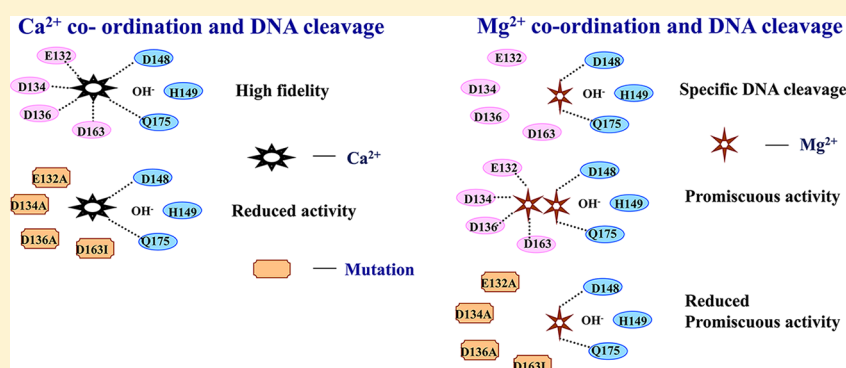 Ca²⁺ co- ordination and DNA cleavage
E132
D148
D134
OH⁻
H149
High fidelity
D136
D163
Q175
Ca²⁺
E132A
D148
D134A
OH⁻
H149
Reduced activity
D136A
D163I
Q175
Mutation
Mg²⁺ co-ordination and DNA cleavage
E132
D148
D134
OH⁻
H149
Specific DNA cleavage
D136
D163
Q175
Mg²⁺
E132
D148
D134
OH⁻
H149
Promiscuous activity
D136
D163
Q175
E132A
D148
D134A
OH⁻
H149
Reduced
Promiscuous activity
D136A
D163I
Q175